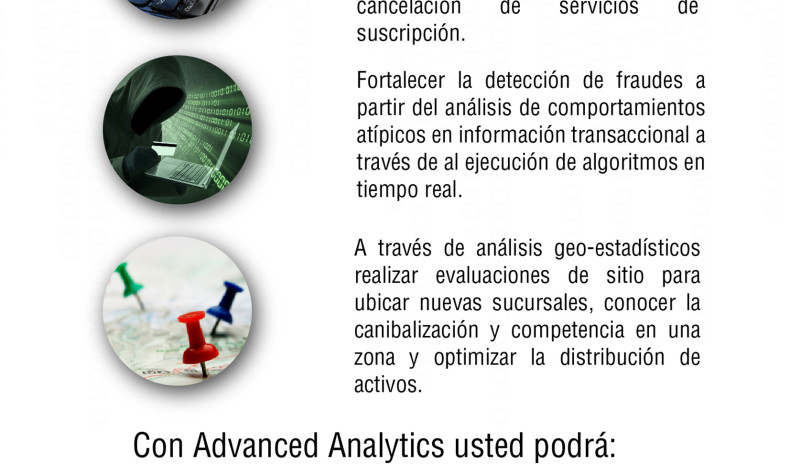 cancelación de servicios de
suscripción.
Fortalecer la detección de fraudes a
partir del análisis de comportamientos
atípicos en información transaccional a
través de al ejecución de algoritmos en
tiempo real.
A través de análisis geo-estadísticos
realizar evaluaciones de sitio para
ubicar nuevas sucursales, conocer la
canibalización y competencia en una
zona y optimizar la distribución de
activos.
Con Advanced Analytics usted podrá: